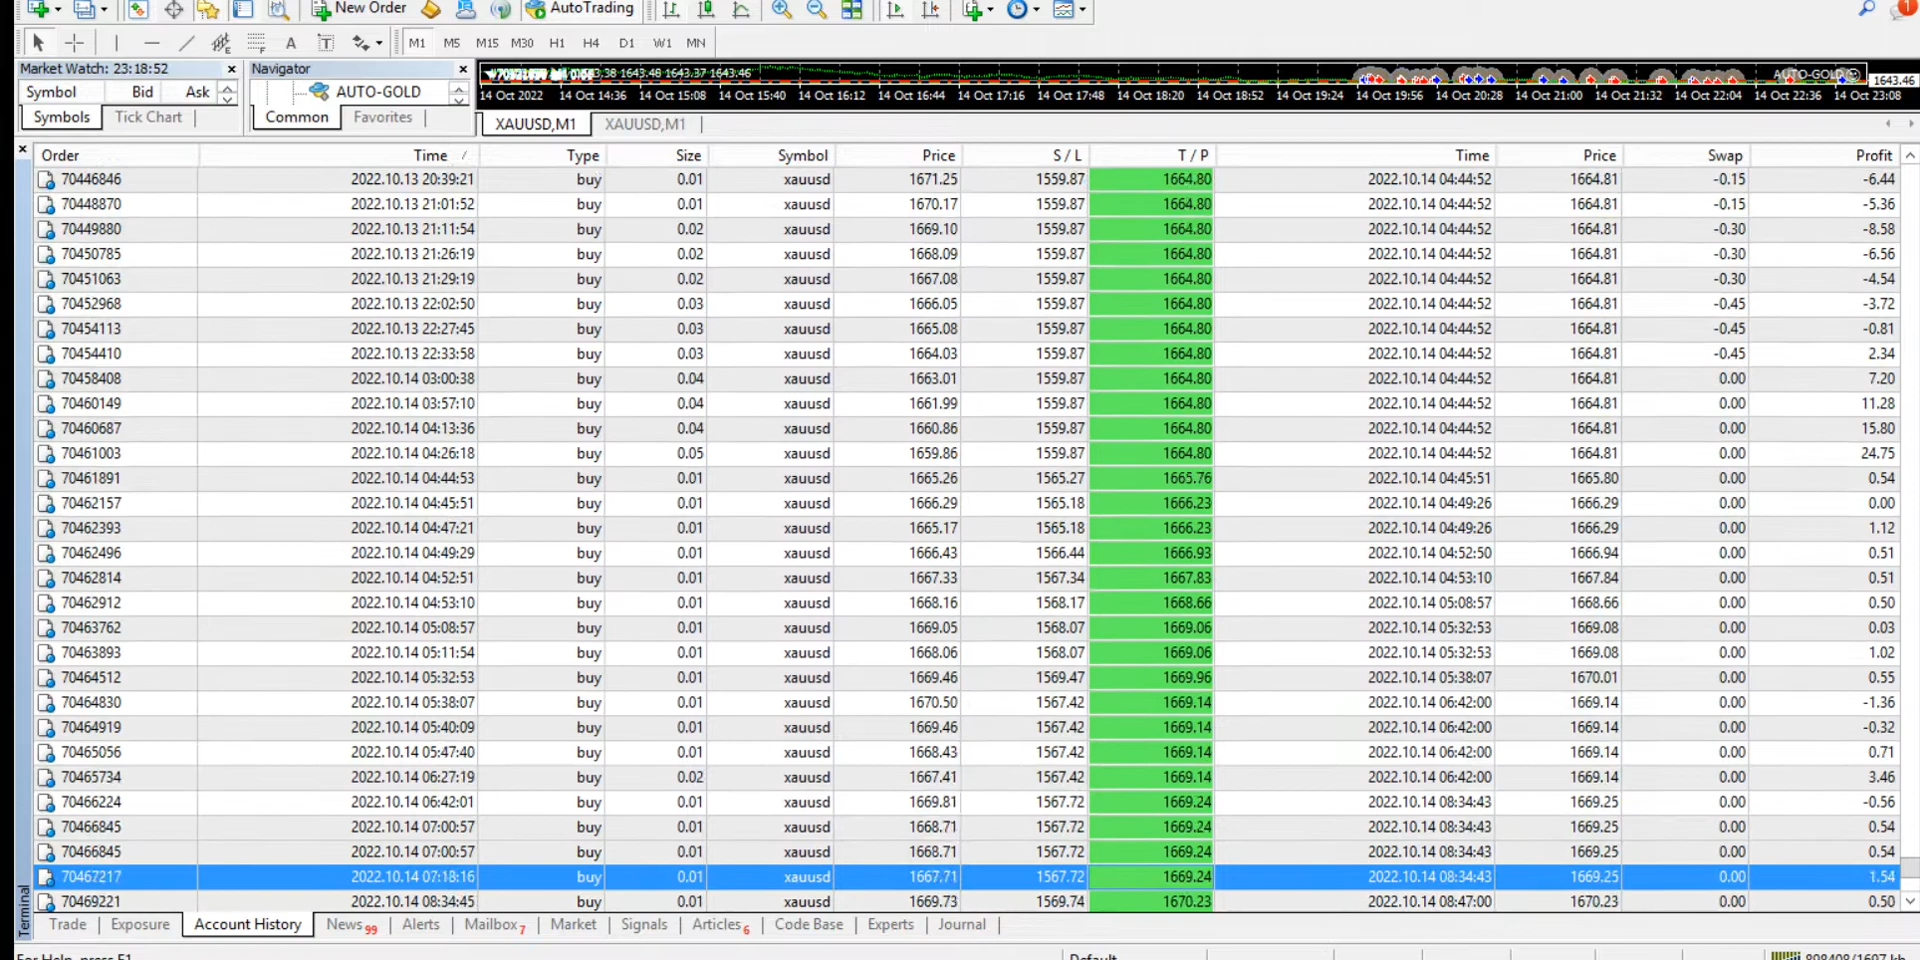 New Order AutoTrading 1
A T M1 M5 M15 M30 H1 H4 D1 W1 MN
Market Watch: 23:18:52 × Navigator ×
Symbol Bid Ask AUTO-GOLD 1643.48 1643.37 1643.46 AUTO-GOLD 1643.46
14 Oct 2022 14 Oct 14:36 14 Oct 15:08 14 Oct 15:40 14 Oct 16:12 14 Oct 16:44 14 Oct 17:16 14 Oct 17:48 14 Oct 18:20 14 Oct 18:52 14 Oct 19:24 14 Oct 19:56 14 Oct 20:28 14 Oct 21:00 14 Oct 21:32 14 Oct 22:04 14 Oct 22:36 14 Oct 23:08
Symbols Tick Chart Common Favorites XAUUSD,M1 XAUUSD,M1
Order Time / Type Size Symbol Price S / L T / P Time Price Swap Profit
70446846 2022.10.13 20:39:21 buy 0.01 xauusd 1671.25 1559.87 1664.80 2022.10.14 04:44:52 1664.81 -0.15 -6.44
70448870 2022.10.13 21:01:52 buy 0.01 xauusd 1670.17 1559.87 1664.80 2022.10.14 04:44:52 1664.81 -0.15 -5.36
70449880 2022.10.13 21:11:54 buy 0.02 xauusd 1669.10 1559.87 1664.80 2022.10.14 04:44:52 1664.81 -0.30 -8.58
70450785 2022.10.13 21:26:19 buy 0.02 xauusd 1668.09 1559.87 1664.80 2022.10.14 04:44:52 1664.81 -0.30 -6.56
70451063 2022.10.13 21:29:19 buy 0.02 xauusd 1667.08 1559.87 1664.80 2022.10.14 04:44:52 1664.81 -0.30 -4.54
70452968 2022.10.13 22:02:50 buy 0.03 xauusd 1666.05 1559.87 1664.80 2022.10.14 04:44:52 1664.81 -0.45 -3.72
70454113 2022.10.13 22:27:45 buy 0.03 xauusd 1665.08 1559.87 1664.80 2022.10.14 04:44:52 1664.81 -0.45 -0.81
70454410 2022.10.13 22:33:58 buy 0.03 xauusd 1664.03 1559.87 1664.80 2022.10.14 04:44:52 1664.81 -0.45 2.34
70458408 2022.10.14 03:00:38 buy 0.04 xauusd 1663.01 1559.87 1664.80 2022.10.14 04:44:52 1664.81 0.00 7.20
70460149 2022.10.14 03:57:10 buy 0.04 xauusd 1661.99 1559.87 1664.80 2022.10.14 04:44:52 1664.81 0.00 11.28
70460687 2022.10.14 04:13:36 buy 0.04 xauusd 1660.86 1559.87 1664.80 2022.10.14 04:44:52 1664.81 0.00 15.80
70461003 2022.10.14 04:26:18 buy 0.05 xauusd 1659.86 1559.87 1664.80 2022.10.14 04:44:52 1664.81 0.00 24.75
70461891 2022.10.14 04:44:53 buy 0.01 xauusd 1665.26 1565.27 1665.76 2022.10.14 04:45:51 1665.80 0.00 0.54
70462157 2022.10.14 04:45:51 buy 0.01 xauusd 1666.29 1565.18 1666.23 2022.10.14 04:49:26 1666.29 0.00 0.00
70462393 2022.10.14 04:47:21 buy 0.01 xauusd 1665.17 1565.18 1666.23 2022.10.14 04:49:26 1666.29 0.00 1.12
70462496 2022.10.14 04:49:29 buy 0.01 xauusd 1666.43 1566.44 1666.93 2022.10.14 04:52:50 1666.94 0.00 0.51
70462814 2022.10.14 04:52:51 buy 0.01 xauusd 1667.33 1567.34 1667.83 2022.10.14 04:53:10 1667.84 0.00 0.51
70462912 2022.10.14 04:53:10 buy 0.01 xauusd 1668.16 1568.17 1668.66 2022.10.14 05:08:57 1668.66 0.00 0.50
70463762 2022.10.14 05:08:57 buy 0.01 xauusd 1669.05 1568.07 1669.06 2022.10.14 05:32:53 1669.08 0.00 0.03
70463893 2022.10.14 05:11:54 buy 0.01 xauusd 1668.06 1568.07 1669.06 2022.10.14 05:32:53 1669.08 0.00 1.02
70464512 2022.10.14 05:32:53 buy 0.01 xauusd 1669.46 1569.47 1669.96 2022.10.14 05:38:07 1670.01 0.00 0.55
70464830 2022.10.14 05:38:07 buy 0.01 xauusd 1670.50 1567.42 1669.14 2022.10.14 06:42:00 1669.14 0.00 -1.36
70464919 2022.10.14 05:40:09 buy 0.01 xauusd 1669.46 1567.42 1669.14 2022.10.14 06:42:00 1669.14 0.00 -0.32
70465056 2022.10.14 05:47:40 buy 0.01 xauusd 1668.43 1567.42 1669.14 2022.10.14 06:42:00 1669.14 0.00 0.71
70465734 2022.10.14 06:27:19 buy 0.02 xauusd 1667.41 1567.42 1669.14 2022.10.14 06:42:00 1669.14 0.00 3.46
70466224 2022.10.14 06:42:01 buy 0.01 xauusd 1669.81 1567.72 1669.24 2022.10.14 08:34:43 1669.25 0.00 -0.56
70466845 2022.10.14 07:00:57 buy 0.01 xauusd 1668.71 1567.72 1669.24 2022.10.14 08:34:43 1669.25 0.00 0.54
70466845 2022.10.14 07:00:57 buy 0.01 xauusd 1668.71 1567.72 1669.24 2022.10.14 08:34:43 1669.25 0.00 0.54
70467217 2022.10.14 07:18:16 buy 0.01 xauusd 1667.71 1567.72 1669.24 2022.10.14 08:34:43 1669.25 0.00 1.54
70469221 2022.10.14 08:34:45 buy 0.01 xauusd 1669.73 1569.74 1670.23 2022.10.14 08:47:00 1670.23 0.00 0.50
Terminal
Trade Exposure Account History News 99 Alerts Mailbox 7 Market Signals Articles 6 Code Base Experts Journal
For Help, press F1 Default 898408/1697 kb